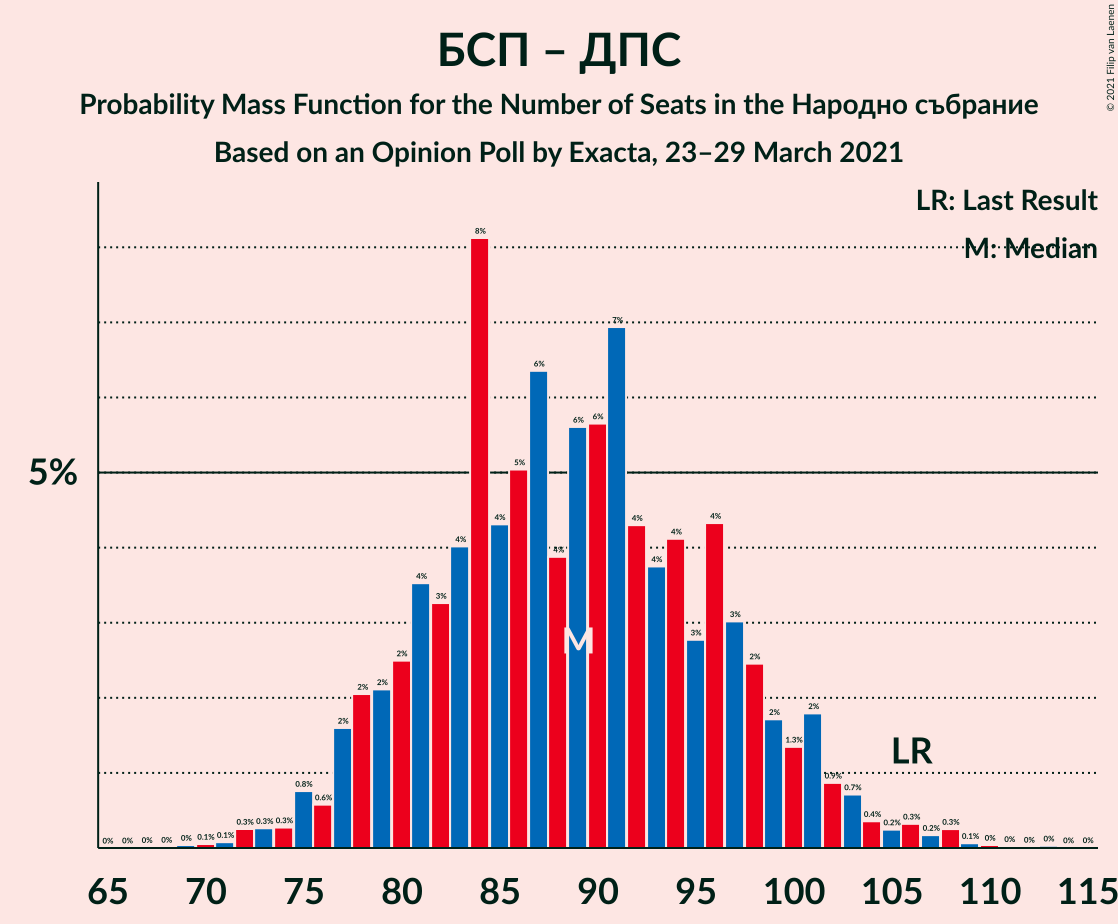 БСП – ДПС
Probability Mass Function for the Number of Seats in the Народно събрание
Based on an Opinion Poll by Exacta, 23–29 March 2021
© 2021 Filip van Laenen
LR: Last Result
M: Median
5%
0% 0% 0% 0% 0% 0.1% 0.1% 0.3% 0.3% 0.3% 0.8% 0.6% 2% 2% 2% 2% 4% 3% 4% 8% 4% 5% 6% 4% 6% 6% 7% 4% 4% 4% 3% 4% 3% 2% 2% 1.3% 2% 0.9% 0.7% 0.4% 0.2% 0.3% 0.2% 0.3% 0.1% 0% 0% 0% 0% 0% 0%
M
LR
65 70 75 80 85 90 95 100 105 110 115